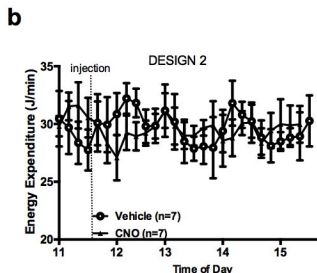 b
DESIGN 2
injection
Energy Expenditure (J/min)
35
30
25
20
Vehicle (n=7)
CNO (n=7)
11 12 13 14 15
Time of Day